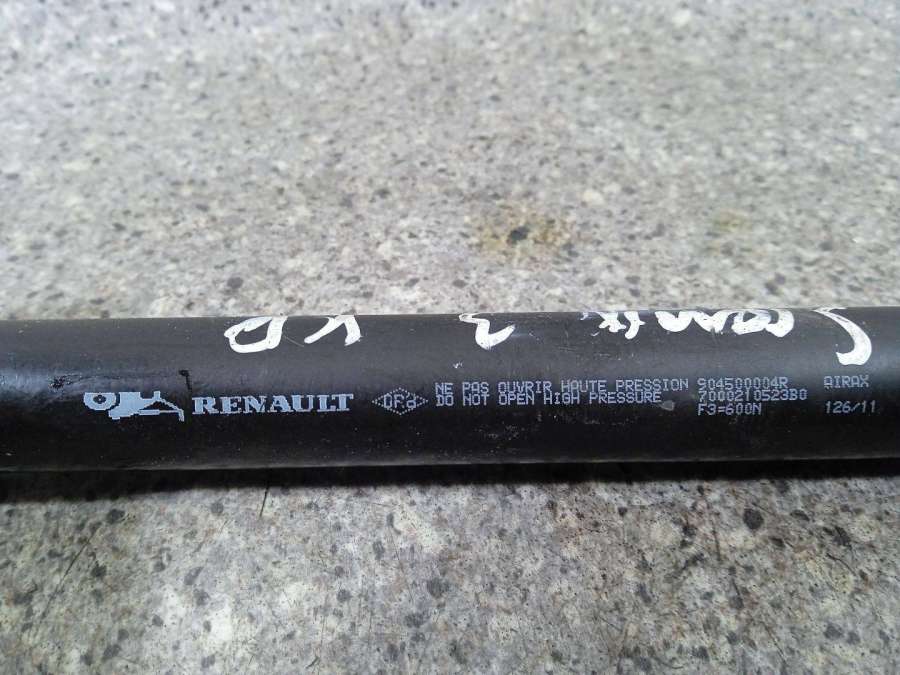 RENAULT
NE PAS OUVRIR HAUTE PRESSION 904500004R AIRAX
DO NOT OPEN HIGH PRESSURE 7000210523B0
F3=600N 126/11